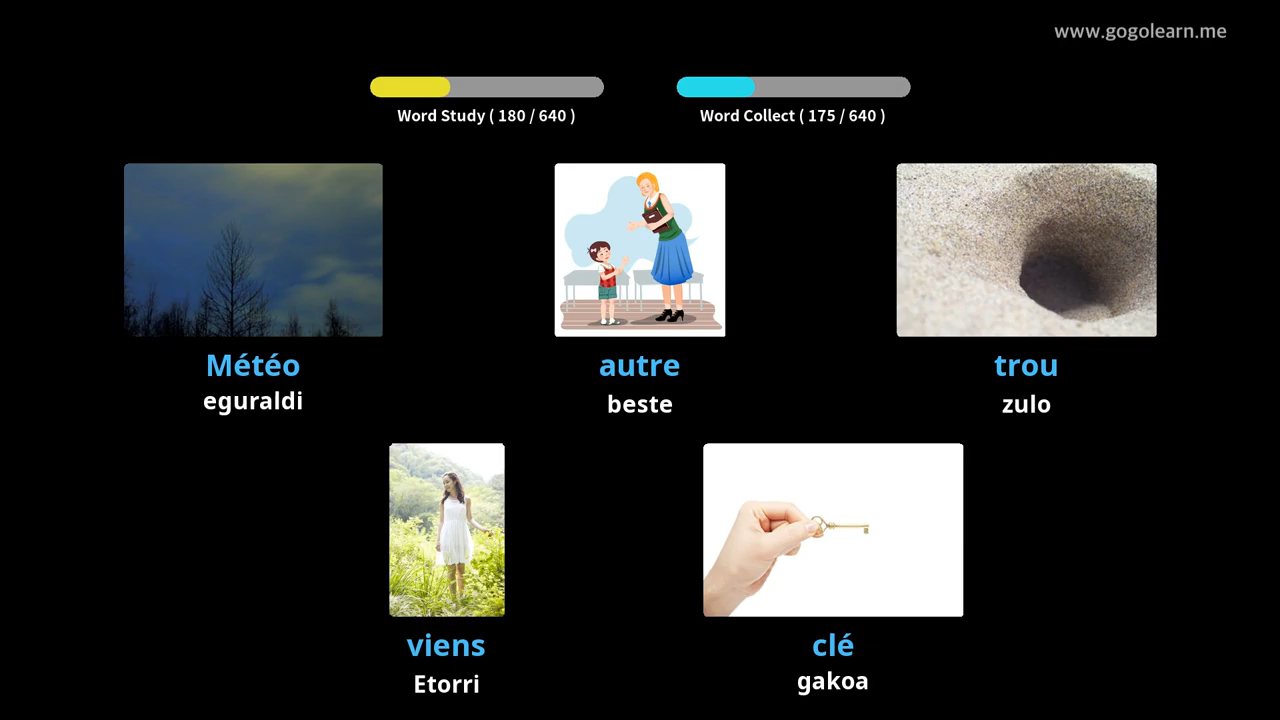 www.gogolearn.me
Word Study ( 180 / 640 )
Word Collect ( 175 / 640 )
Météo
eguraldi
autre
beste
trou
zulo
viens
Etorri
clé
gakoa